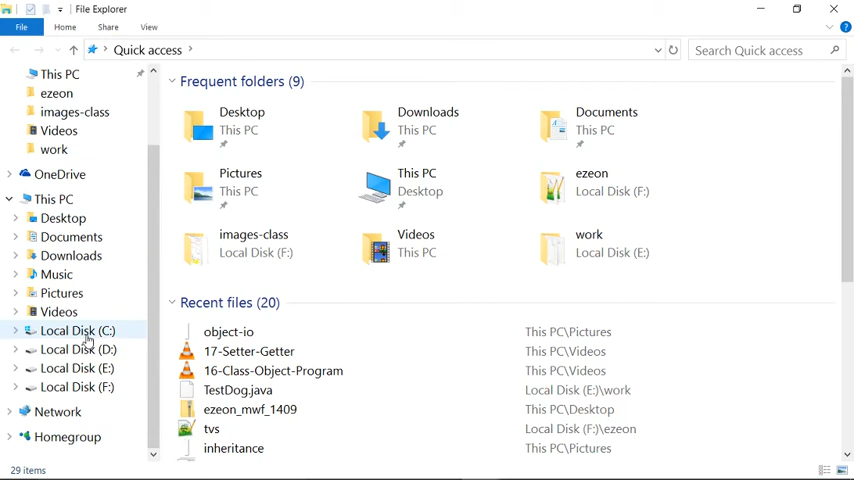 File Explorer
File Home Share View
Quick access
Search Quick access
This PC
ezeon
images-class
Videos
work
OneDrive
This PC
Desktop
Documents
Downloads
Music
Pictures
Videos
Local Disk (C:)
Local Disk (D:)
Local Disk (E:)
Local Disk (F:)
Network
Homegroup
Frequent folders (9)
Desktop
This PC
Downloads
This PC
Documents
This PC
Pictures
This PC
This PC
Desktop
ezeon
Local Disk (F:)
images-class
Local Disk (F:)
Videos
This PC
work
Local Disk (E:)
Recent files (20)
object-io This PC\Pictures
17-Setter-Getter This PC\Videos
16-Class-Object-Program This PC\Videos
TestDog.java Local Disk (E:)\work
ezeon_mwf_1409 This PC\Desktop
tvs Local Disk (F:)\ezeon
inheritance This PC\Pictures
29 items